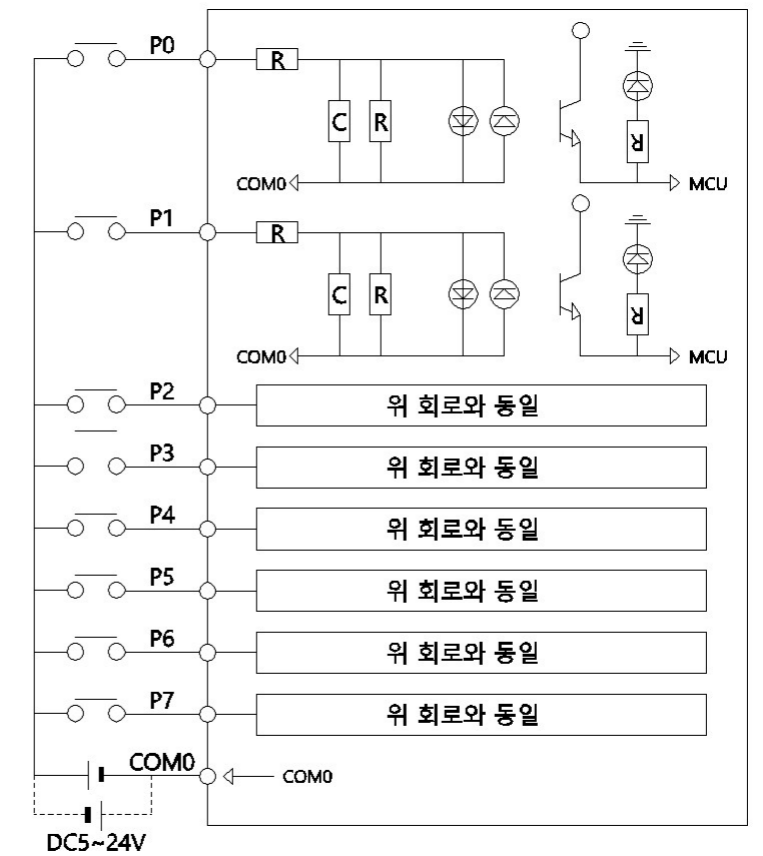 P0
R
C R
R
COM0
MCU
P1
R
C R
R
COM0
MCU
P2
위 회로와 동일
P3
위 회로와 동일
P4
위 회로와 동일
P5
위 회로와 동일
P6
위 회로와 동일
P7
위 회로와 동일
COM0
COM0
DC5~24V